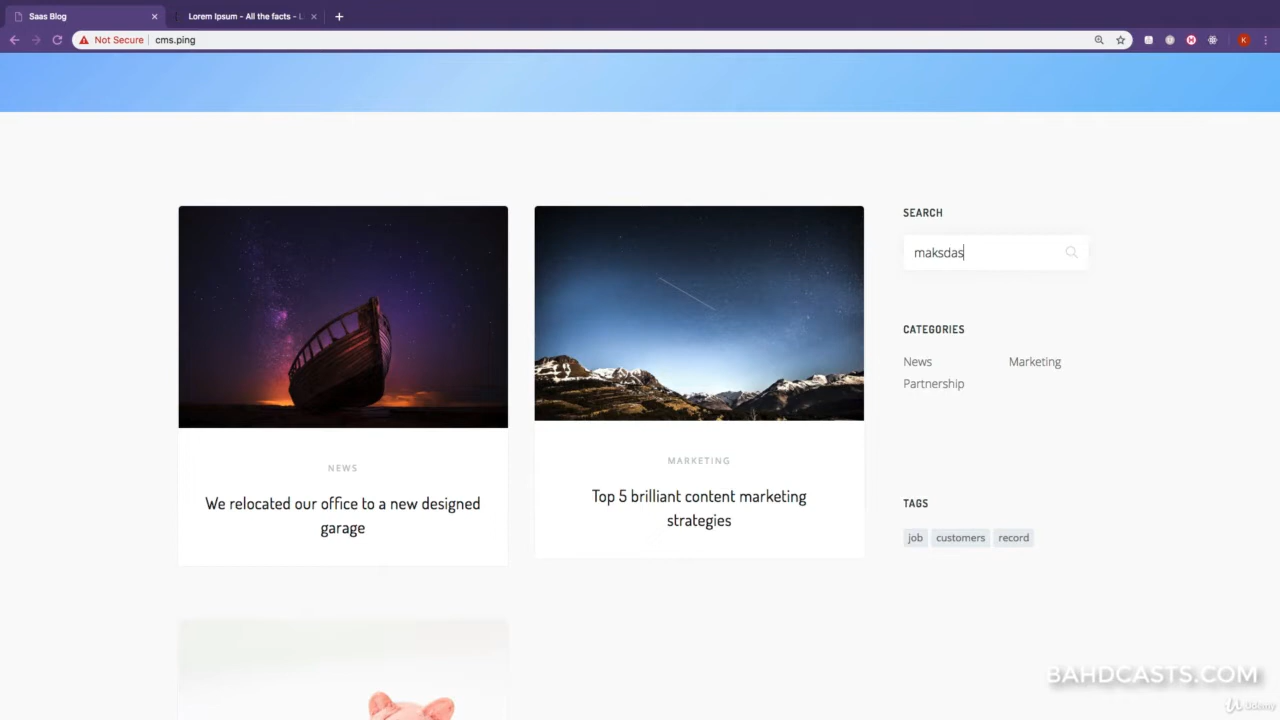 Saas Blog
Lorem Ipsum - All the facts - L
Not Secure
cms.ping
K
SEARCH
maksdas
CATEGORIES
News
Marketing
Partnership
TAGS
job customers record
NEWS
We relocated our office to a new designed
garage
MARKETING
Top 5 brilliant content marketing
strategies
BAHDCASTS.COM
Udemy